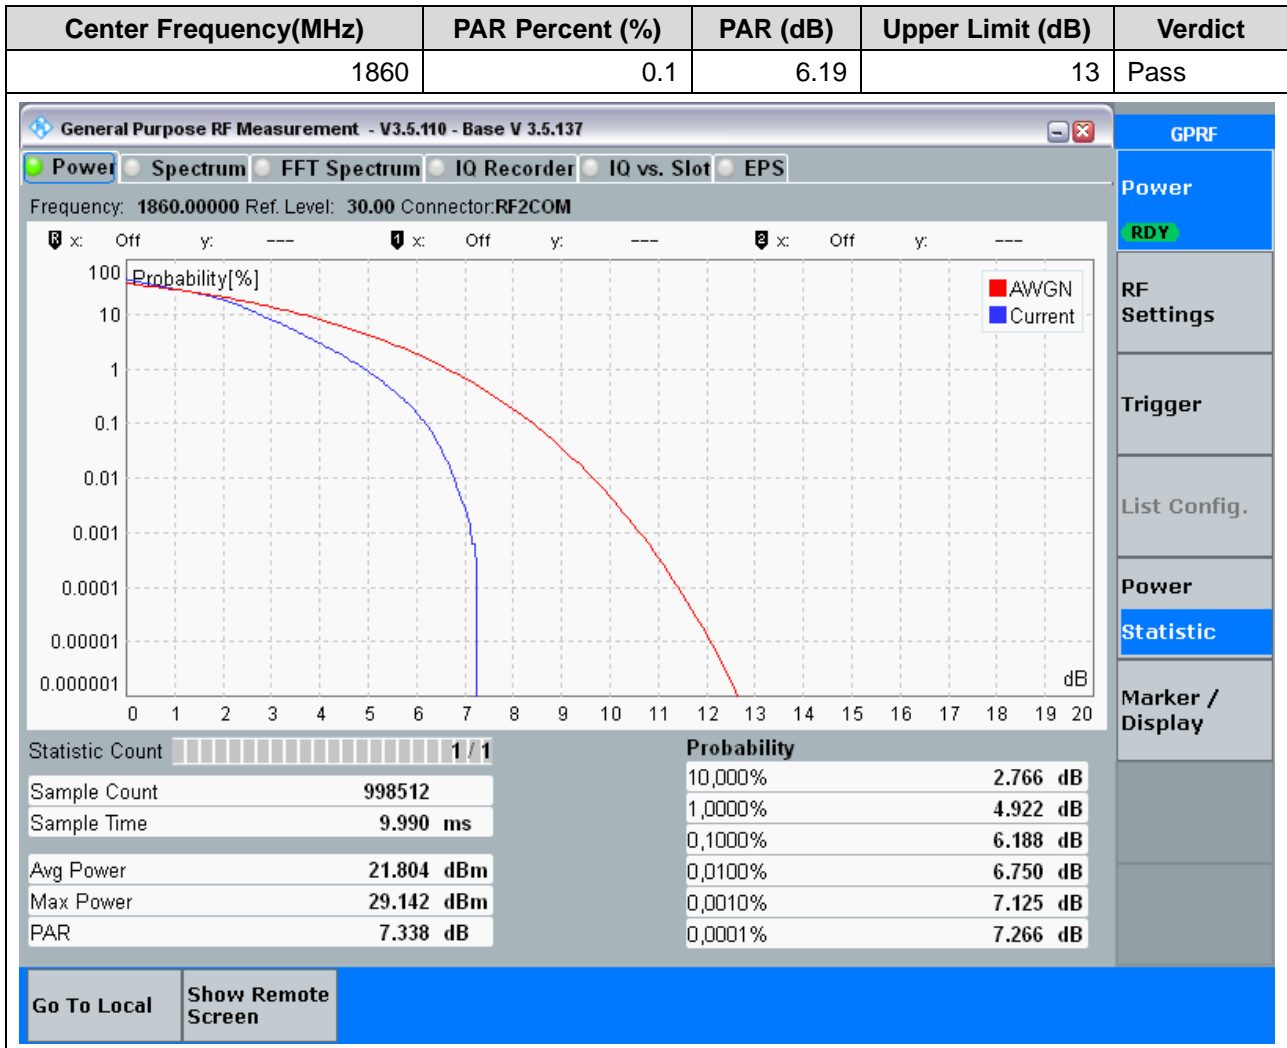 Center Frequency(MHz) PAR Percent (%) PAR (dB) Upper Limit (dB) Verdict
1860 0.1 6.19 13 Pass
General Purpose RF Measurement - V3.5.110 - Base V 3.5.137
GPRF
Power Spectrum FFT Spectrum IQ Recorder IQ vs. Slot EPS
Power
RDY
Frequency: 1860.00000 Ref. Level: 30.00 Connector:RF2COM
R x: Off y: --- 1 x: Off y: --- 2 x: Off y: ---
Probability[%]
AWGN
Current
100
10
1
0.1
0.01
0.001
0.0001
0.00001
0.000001
dB
0 1 2 3 4 5 6 7 8 9 10 11 12 13 14 15 16 17 18 19 20
RF
Settings
Trigger
List Config.
Power
Statistic
Marker /
Display
Statistic Count 1 / 1
Sample Count 998512
Sample Time 9.990 ms
Avg Power 21.804 dBm
Max Power 29.142 dBm
PAR 7.338 dB
Probability
10,000% 2.766 dB
1,0000% 4.922 dB
0,1000% 6.188 dB
0,0100% 6.750 dB
0,0010% 7.125 dB
0,0001% 7.266 dB
Go To Local
Show Remote
Screen